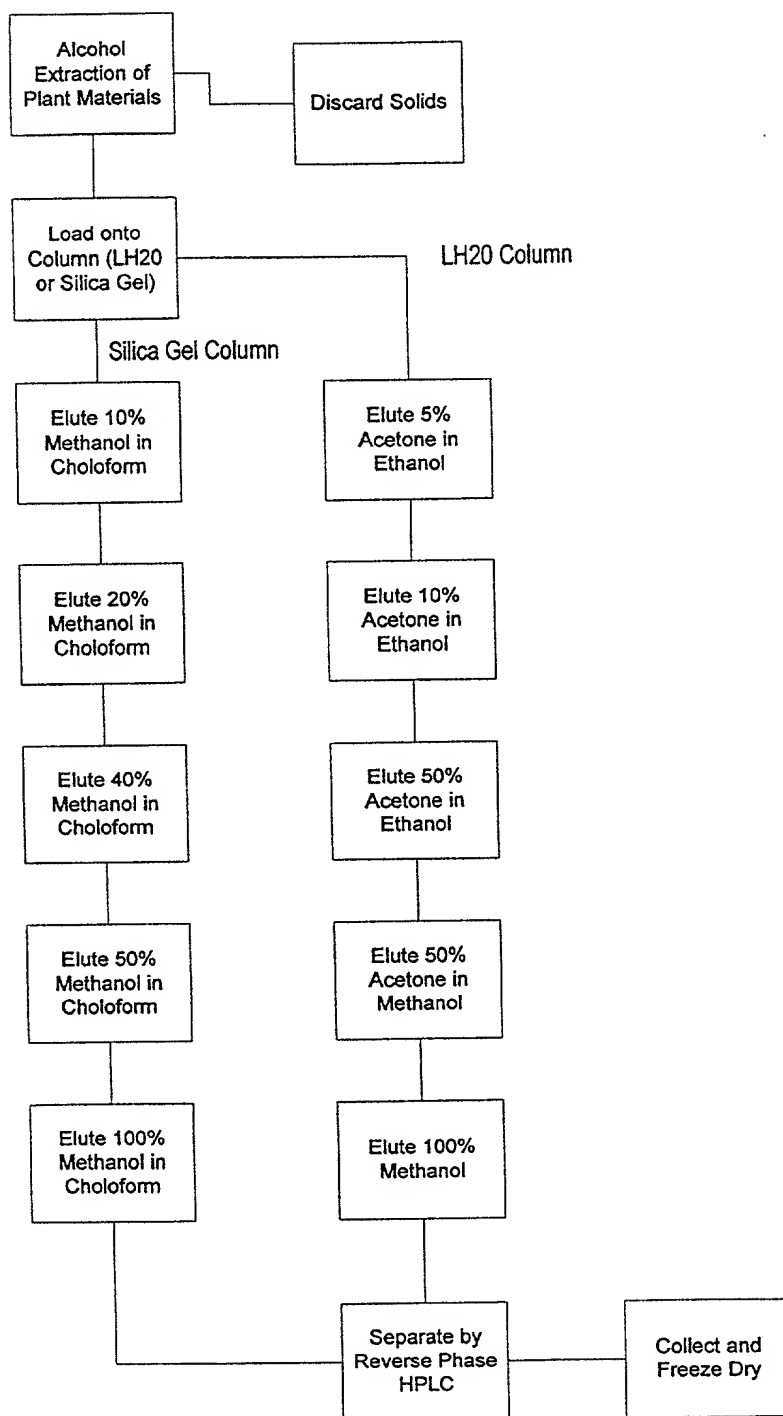 Alcohol
Extraction of
Plant Materials
Discard Solids
Load onto
Column (LH20
or Silica Gel)
LH20 Column
Silica Gel Column
Elute 10%
Methanol in
Choloform
Elute 20%
Methanol in
Choloform
Elute 40%
Methanol in
Choloform
Elute 50%
Methanol in
Choloform
Elute 100%
Methanol in
Choloform
Elute 5%
Acetone in
Ethanol
Elute 10%
Acetone in
Ethanol
Elute 50%
Acetone in
Ethanol
Elute 50%
Acetone in
Methanol
Elute 100%
Methanol
Separate by
Reverse Phase
HPLC
Collect and
Freeze Dry